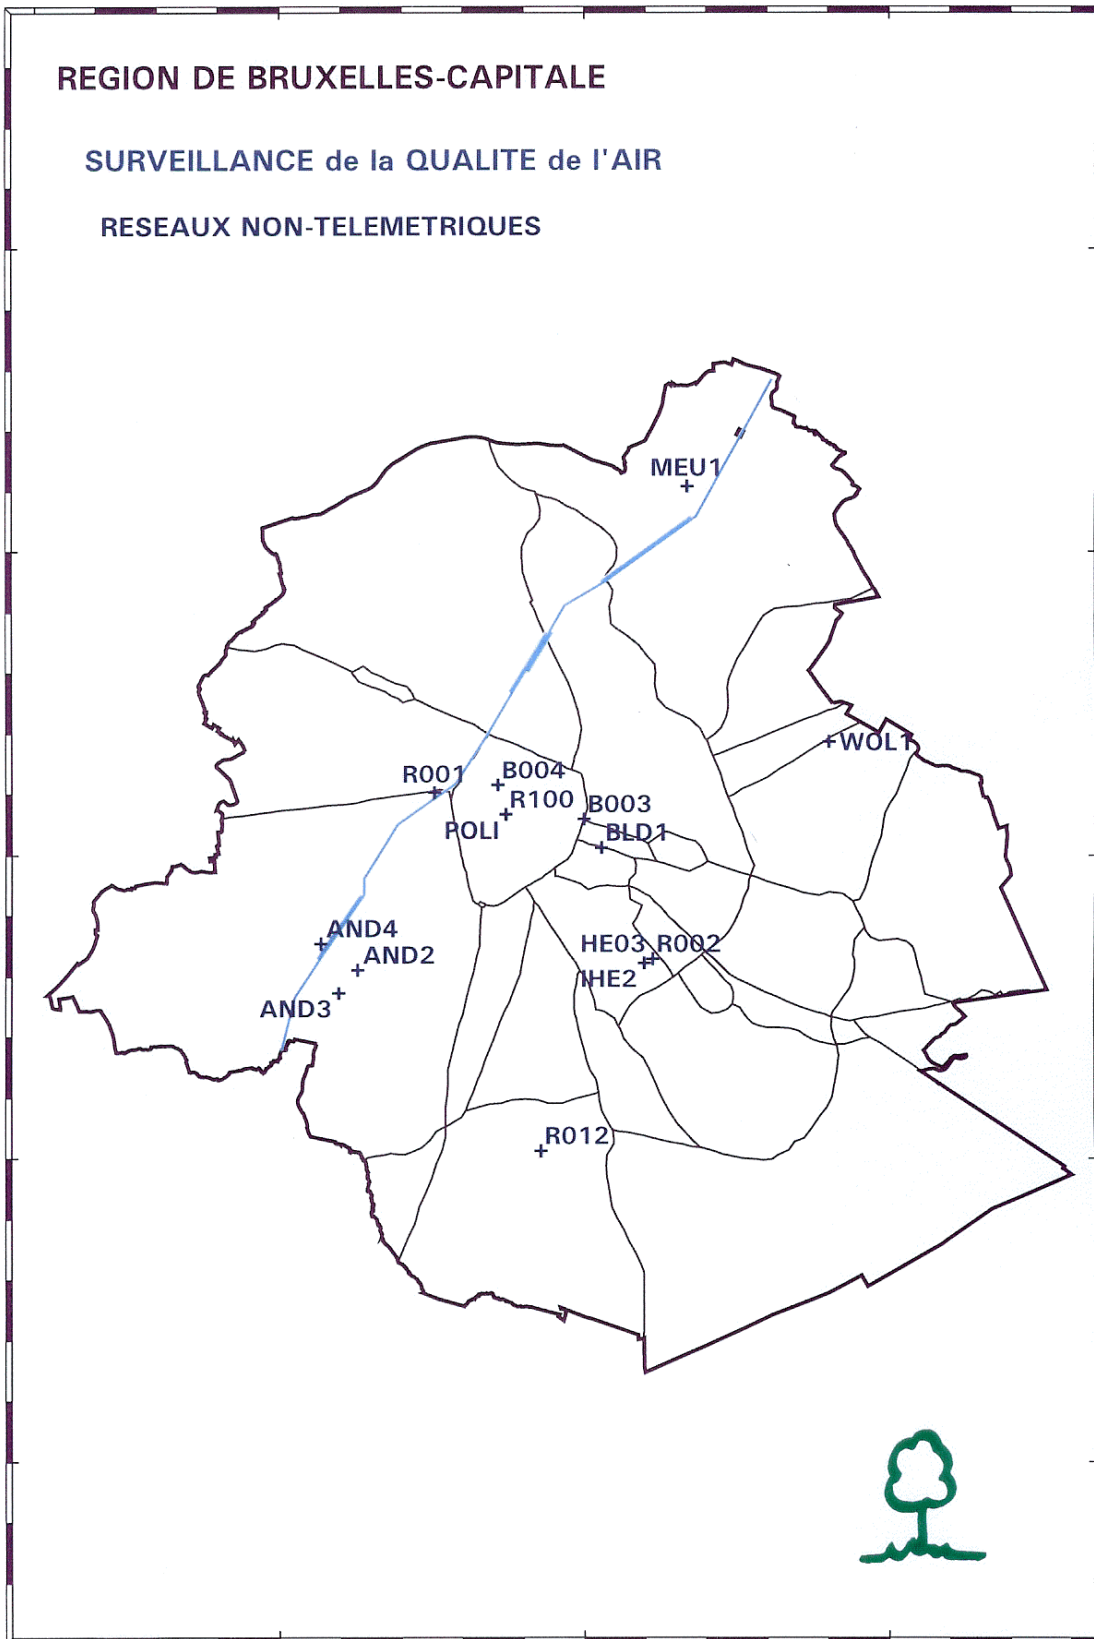 REGION DE BRUXELLES-CAPITALE
SURVEILLANCE de la QUALITE de l'AIR
RESEAUX NON-TELEMETRIQUES
MEU1
WOL1
R001
B004
R100
POLI
B003
BLD1
AND4
AND2
AND3
HE03
R002
IHE2
R012